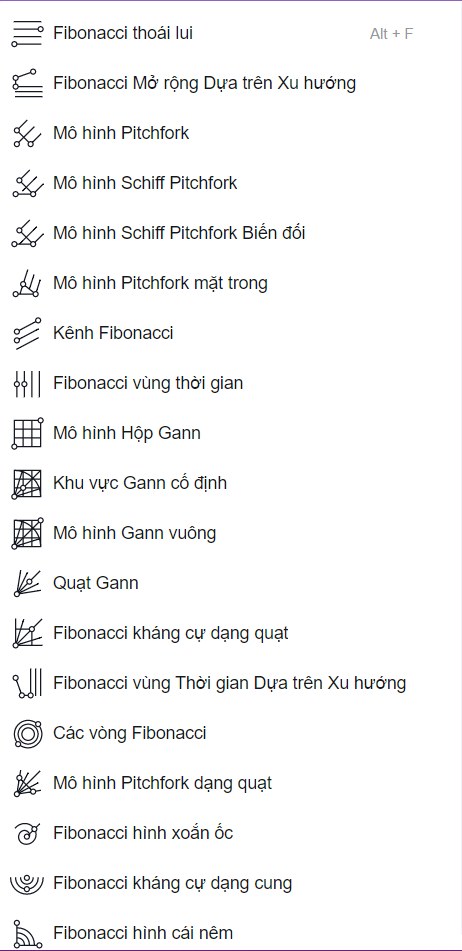 Fibonacci thoái lui Alt + F
Fibonacci Mở rộng Dựa trên Xu hướng
Mô hình Pitchfork
Mô hình Schiff Pitchfork
Mô hình Schiff Pitchfork Biến đổi
Mô hình Pitchfork mặt trong
Kênh Fibonacci
Fibonacci vùng thời gian
Mô hình Hộp Gann
Khu vực Gann cố định
Mô hình Gann vuông
Quạt Gann
Fibonacci kháng cự dạng quạt
Fibonacci vùng Thời gian Dựa trên Xu hướng
Các vòng Fibonacci
Mô hình Pitchfork dạng quạt
Fibonacci hình xoắn ốc
Fibonacci kháng cự dạng cung
Fibonacci hình cái nêm